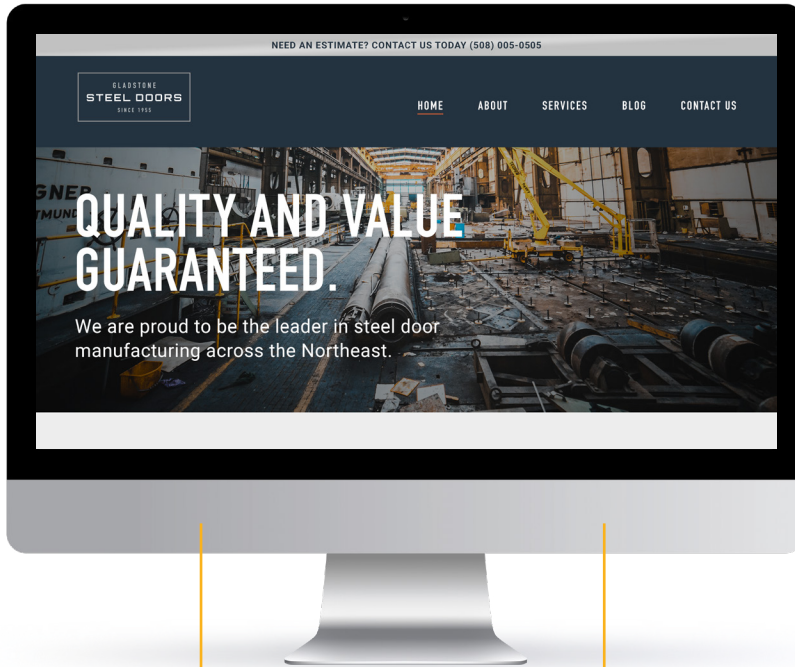 NEED AN ESTIMATE? CONTACT US TODAY (508) 005-0505
GLADSTONE
STEEL DOORS
SINCE 1955
HOME ABOUT SERVICES BLOG CONTACT US
GNER
TMUND
QUALITY AND VALUE
GUARANTEED.
We are proud to be the leader in steel door
manufacturing across the Northeast.